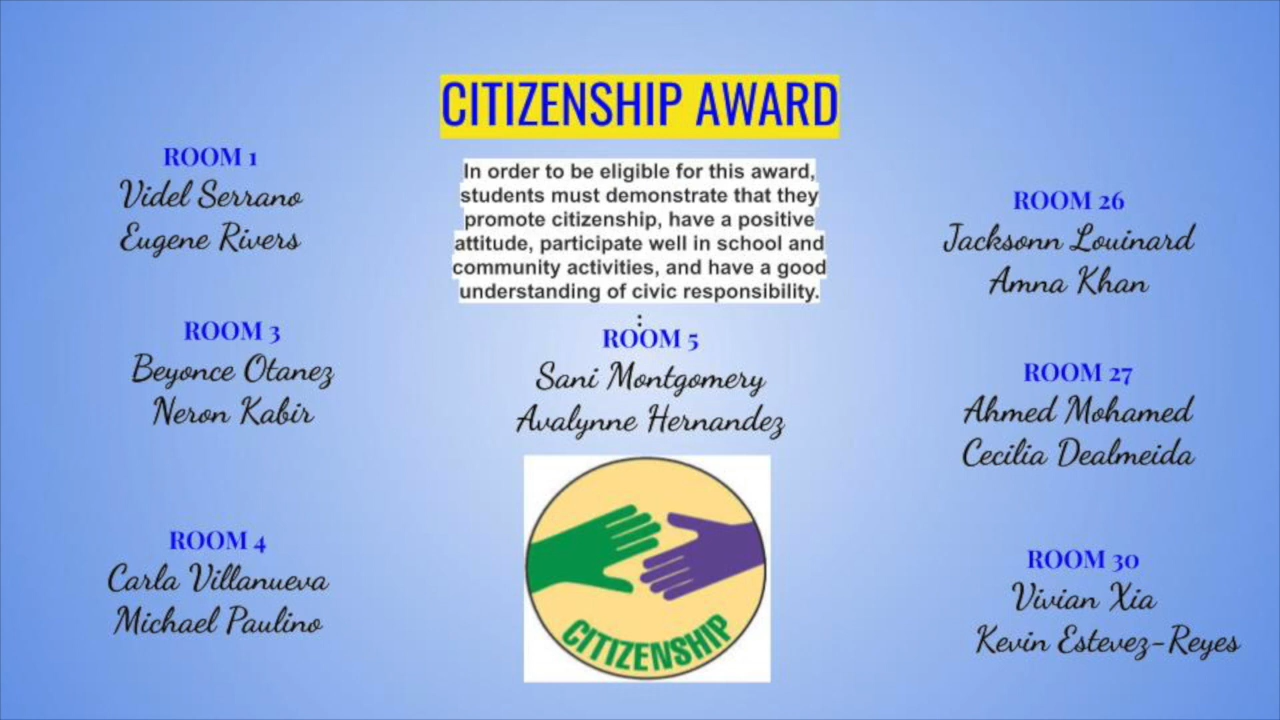 CITIZENSHIP AWARD
In order to be eligible for this award,
students must demonstrate that they
promote citizenship, have a positive
attitude, participate well in school and
community activities, and have a good
understanding of civic responsibility.
:
ROOM 1
Videl Serrano
Eugene Rivers
ROOM 3
Beyonce Otanez
Neron Kabir
ROOM 4
Carla Villanueva
Michael Paulino
ROOM 5
Sani Montgomery
Avalynne Hernandez
CITIZENSHIP
ROOM 26
Jacksonn Louinard
Amna Khan
ROOM 27
Ahmed Mohamed
Cecilia Dealmeida
ROOM 30
Vivian Xia
Kevin Estevez-Reyes